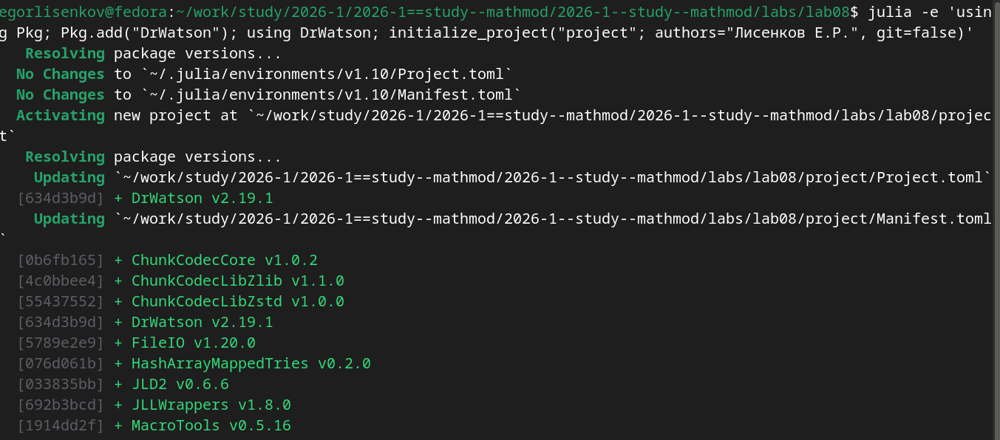 egorlisenkov@fedora:~/work/study/2026-1/2026-1==study--mathmod/2026-1--study--mathmod/labs/lab08$ julia -e 'usin
g Pkg; Pkg.add("DrWatson"); using DrWatson; initialize_project("project"; authors="Лисенков Е.Р.", git=false)'
Resolving package versions...
No Changes to `~/.julia/environments/v1.10/Project.toml`
No Changes to `~/.julia/environments/v1.10/Manifest.toml`
Activating new project at `~/work/study/2026-1/2026-1==study--mathmod/2026-1--study--mathmod/labs/lab08/projec
t`
Resolving package versions...
Updating `~/work/study/2026-1/2026-1==study--mathmod/2026-1--study--mathmod/labs/lab08/project/Project.toml`
[634d3b9d] + DrWatson v2.19.1
Updating `~/work/study/2026-1/2026-1==study--mathmod/2026-1--study--mathmod/labs/lab08/project/Manifest.toml
`
[0b6fb165] + ChunkCodecCore v1.0.2
[4c0bbee4] + ChunkCodecLibZlib v1.1.0
[55437552] + ChunkCodecLibZstd v1.0.0
[634d3b9d] + DrWatson v2.19.1
[5789e2e9] + FileIO v1.20.0
[076d061b] + HashArrayMappedTries v0.2.0
[033835bb] + JLD2 v0.6.6
[692b3bcd] + JLLWrappers v1.8.0
[1914dd2f] + MacroTools v0.5.16